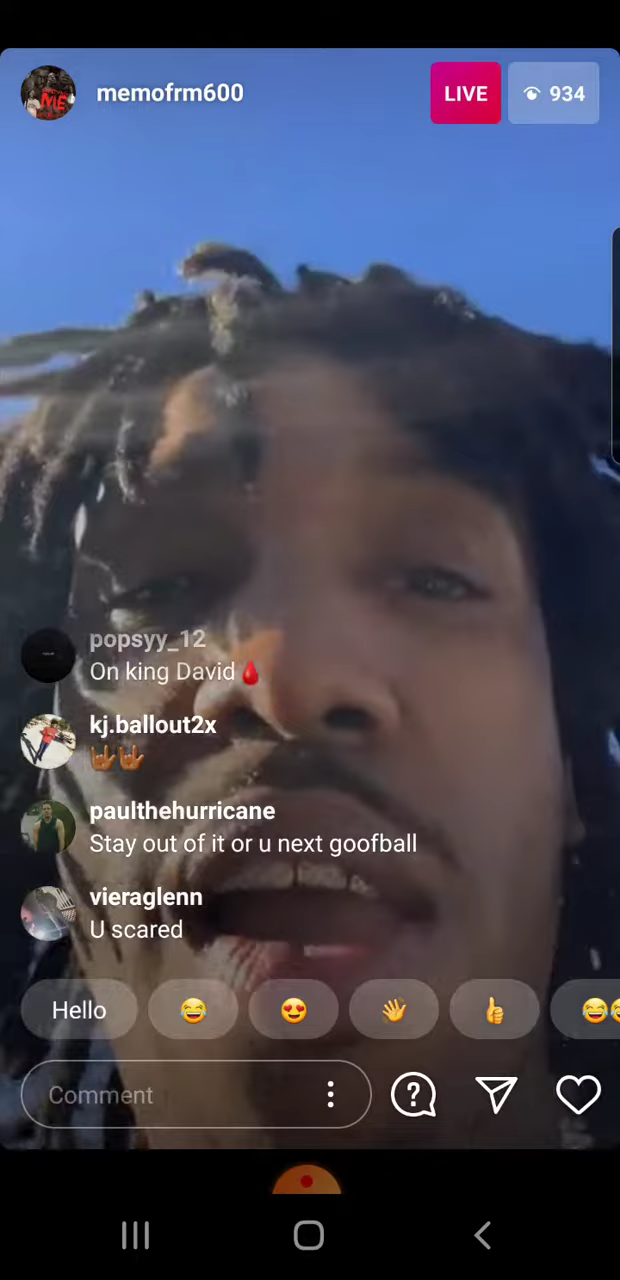 memofrm600
LIVE
934
popsyy_12
On king David🩸
kj.ballout2x
🤟🏾🤟🏾
paulthehurricane
Stay out of it or u next goofball
vieraglenn
U scared
Hello
Comment